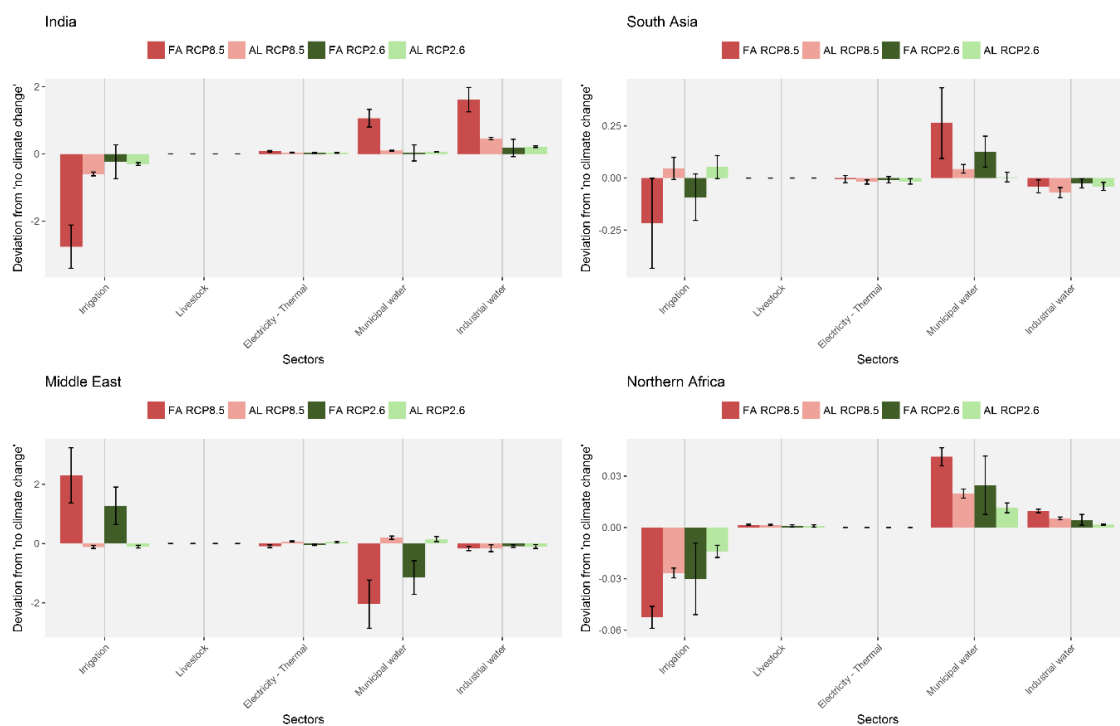 India
FA RCP8.5 AL RCP8.5 FA RCP2.6 AL RCP2.6
Deviation from 'no climate change'
2
0
-2
Irrigation
Livestock
Electricity - Thermal
Municipal water
Industrial water
Sectors
South Asia
FA RCP8.5 AL RCP8.5 FA RCP2.6 AL RCP2.6
Deviation from 'no climate change'
0.25
0.00
-0.25
Irrigation
Livestock
Electricity - Thermal
Municipal water
Industrial water
Sectors
Middle East
FA RCP8.5 AL RCP8.5 FA RCP2.6 AL RCP2.6
Deviation from 'no climate change'
2
0
-2
Irrigation
Livestock
Electricity - Thermal
Municipal water
Industrial water
Sectors
Northern Africa
FA RCP8.5 AL RCP8.5 FA RCP2.6 AL RCP2.6
Deviation from 'no climate change'
0.03
0.00
-0.03
-0.06
Irrigation
Livestock
Electricity - Thermal
Municipal water
Industrial water
Sectors